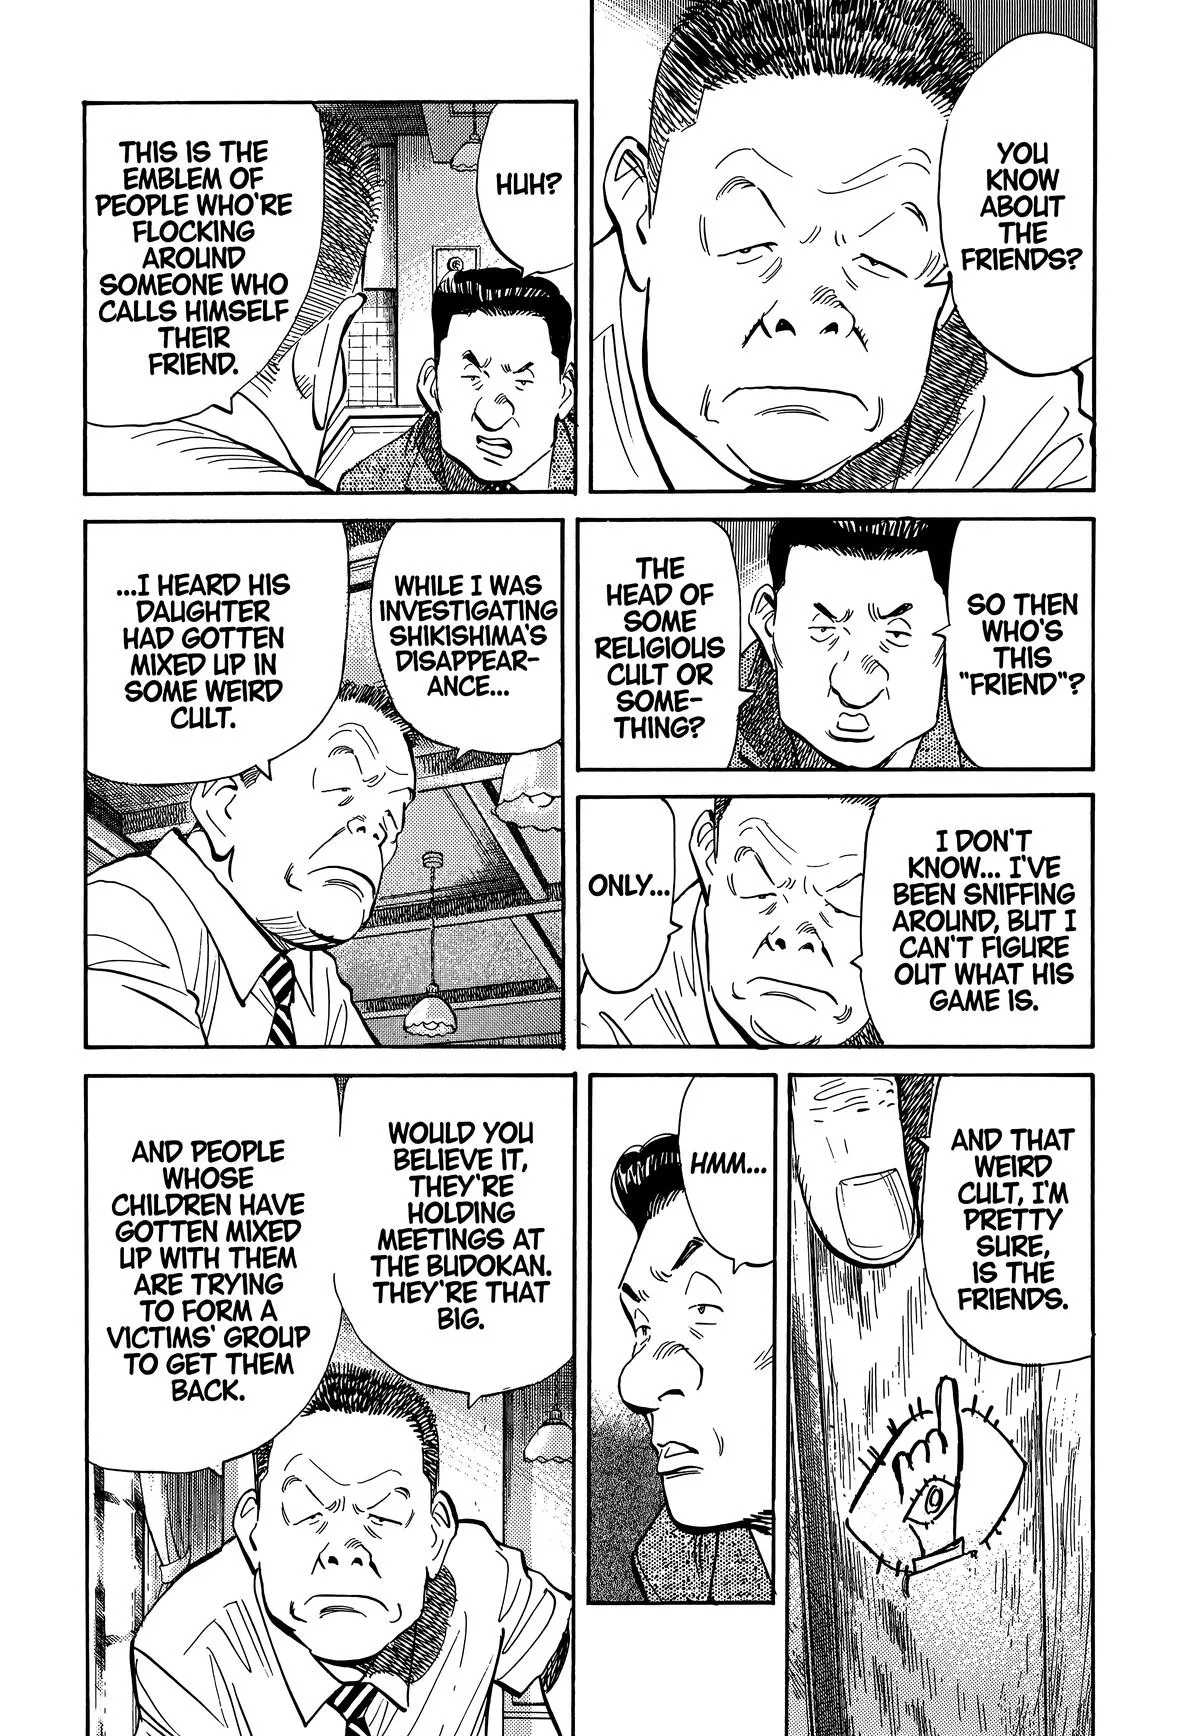 YOU
KNOW
ABOUT
THE
FRIENDS?
HUH?
THIS IS THE
EMBLEM OF
PEOPLE WHO'RE
FLOCKING
AROUND
SOMEONE WHO
CALLS HIMSELF
THEIR
FRIEND.
SO THEN
WHO'S
THIS
"FRIEND"?
THE
HEAD OF
SOME
RELIGIOUS
CULT OR
SOME-
THING?
I DON'T
KNOW... I'VE
BEEN SNIFFING
AROUND, BUT I
CAN'T FIGURE
OUT WHAT HIS
GAME IS.
ONLY...
WHILE I WAS
INVESTIGATING
SHIKISHIMA'S
DISAPPEAR-
ANCE...
...I HEARD HIS
DAUGHTER
HAD GOTTEN
MIXED UP IN
SOME WEIRD
CULT.
AND THAT
WEIRD
CULT, I'M
PRETTY
SURE,
IS THE
FRIENDS.
HMM...
WOULD YOU
BELIEVE IT,
THEY'RE
HOLDING
MEETINGS AT
THE BUDOKAN.
THEY'RE THAT
BIG.
AND PEOPLE
WHOSE
CHILDREN HAVE
GOTTEN MIXED
UP WITH THEM
ARE TRYING
TO FORM A
VICTIMS' GROUP
TO GET THEM
BACK.